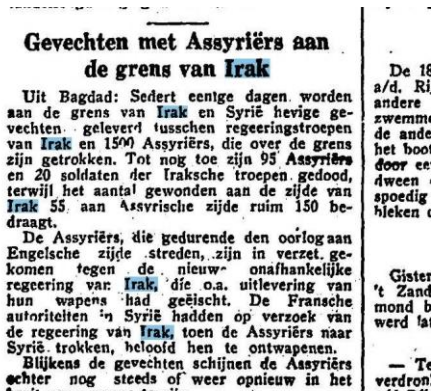 Gevechten met Assyriërs aan
de grens van Irak
Uit Bagdad: Sedert eenige dagen worden
aan de grens van Irak en Syrië hevige ge-
vechten geleverd tusschen regeeringstroepen
van Irak en 1500 Assyriërs, die over de grens
zijn getrokken. Tot nog toe zijn 95 Assyriërs
en 20 soldaten der Iraksche troepen gedood,
terwijl het aantal gewonden aan de zijde van
Irak 55 aan Assyrische zijde ruim 150 be-
draagt.
De Assyriërs, die gedurende den oorlog aan
Engelsche zijde streden, zijn in verzet ge-
komen tegen de nieuw- onafhankelijke
regeering van Irak, die o.a. uitlevering van
hun wapens had geëischt. De Fransche
autoriteiten in Syrië hadden op verzoek van
de regeering van Irak, toen de Assyriërs naar
Syrië trokken, beloofd hen te ontwapenen.
Blijkens de gevechten schijnen de Assyriërs
echter nog steeds of weer opnieuw in het
De 18
a/d.
andere
zwemme
de ande
het boot
door
dween
spoedig
bleken
Gister
't Zand
mond b
werd
— Te
verdron